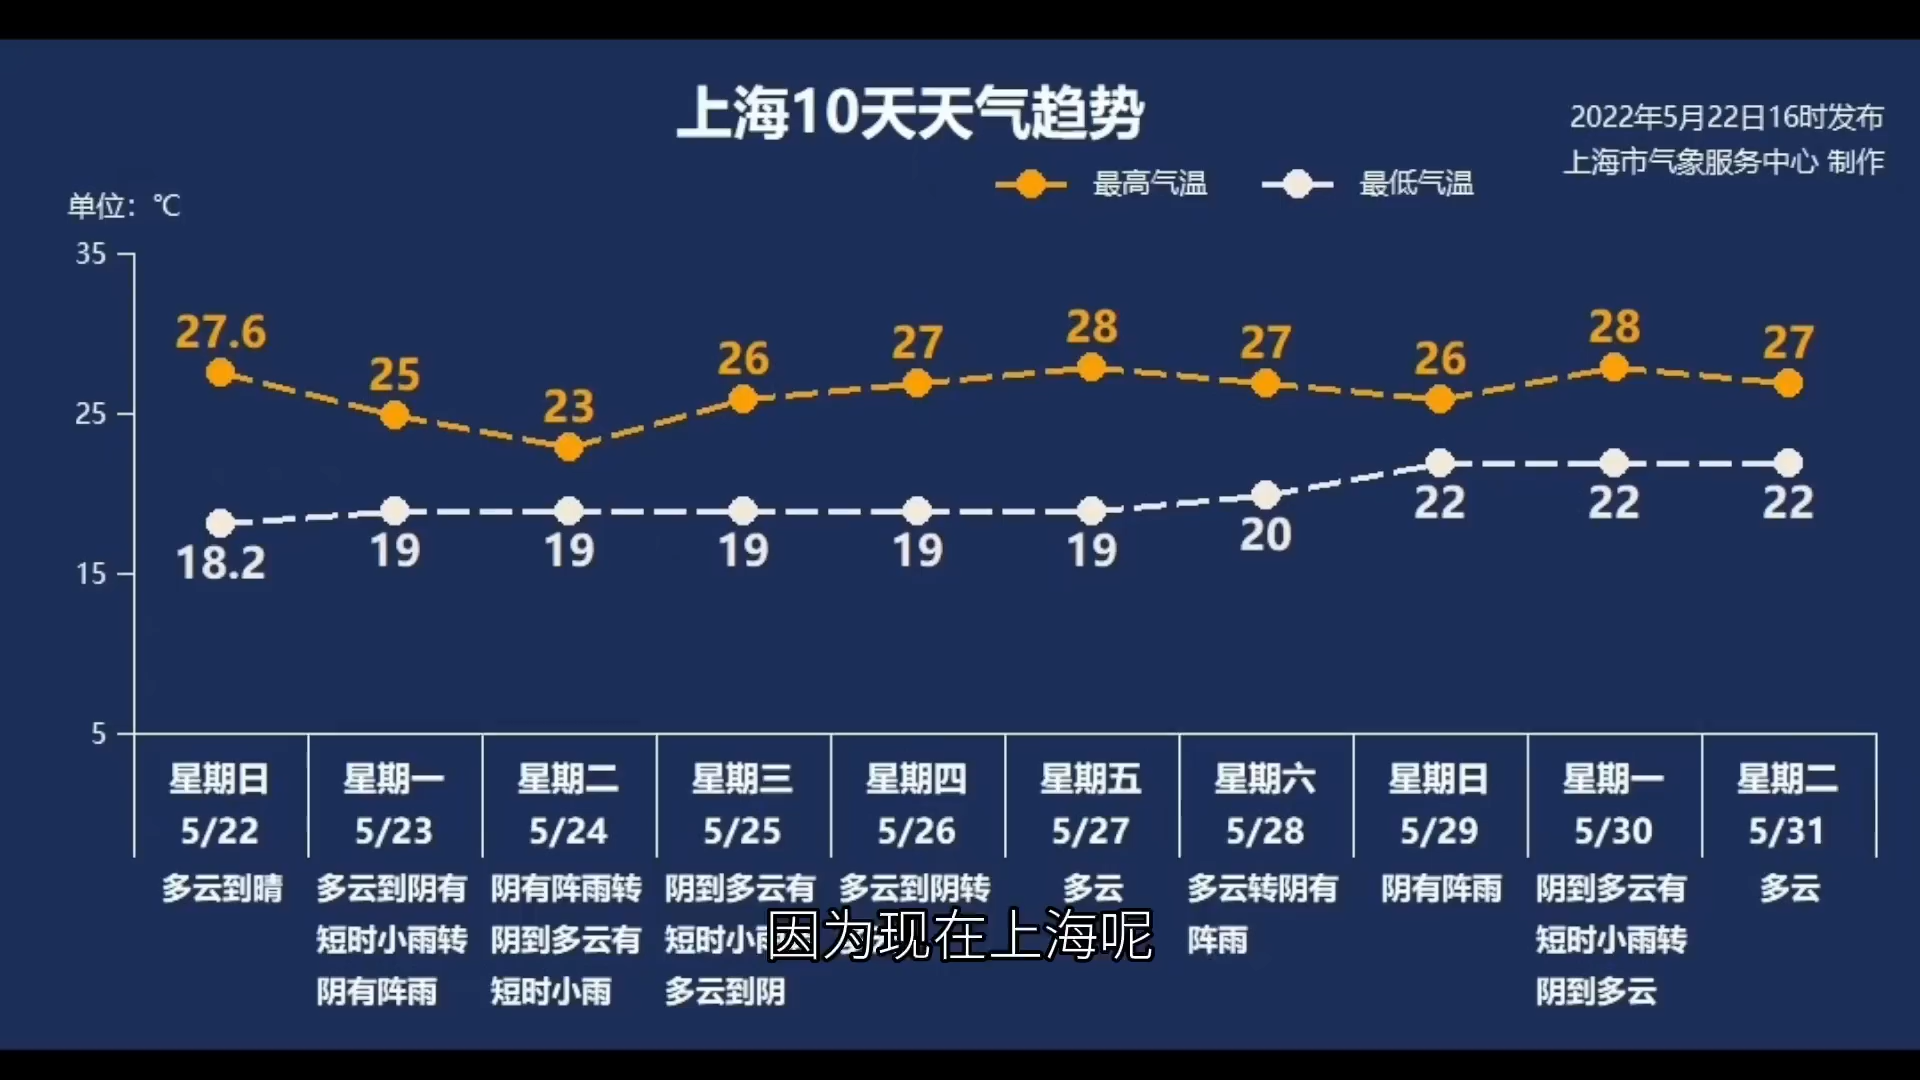 上海10天天气趋势
2022年5月22日16时发布
上海市气象服务中心 制作
最高气温 最低气温
单位：℃
35
27.6 25 23 26 27 28 27 26 28 27
25
18.2 19 19 19 19 19 20 22 22 22
15
5
星期日 星期一 星期二 星期三 星期四 星期五 星期六 星期日 星期一 星期二
5/22 5/23 5/24 5/25 5/26 5/27 5/28 5/29 5/30 5/31
多云到晴 多云到阴有 阴有阵雨转 阴到多云有 多云到阴转 多云 多云转阴有 阴有阵雨 阴到多云有 多云
短时小雨转 阴到多云有 短时小 阵雨 短时小雨转
因为现在上海呢
阴有阵雨 短时小雨 多云到阴 阴到多云